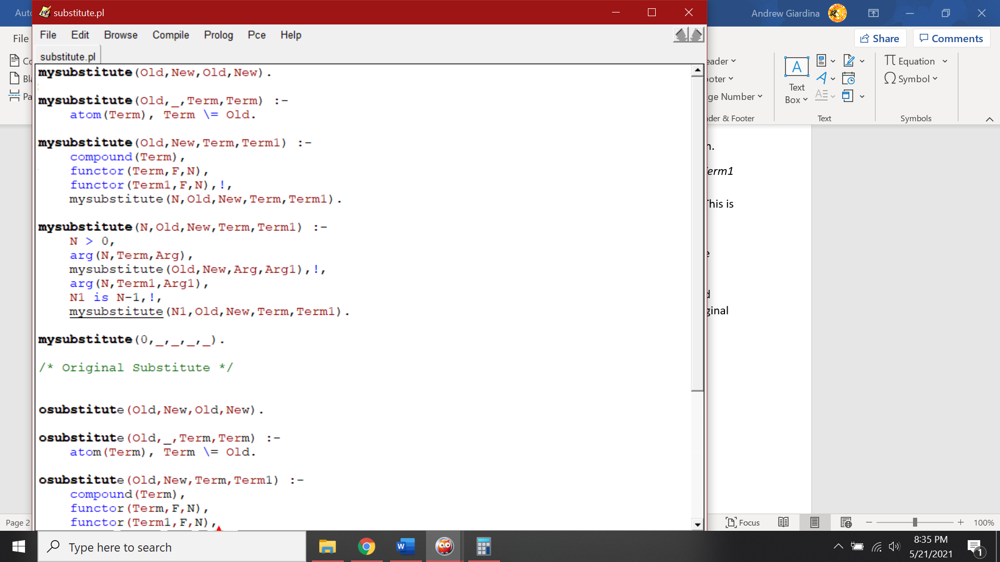 substitute.pl
File Edit Browse Compile Prolog Pce Help
substitute.pl
mysubstitute(Old,New,Old,New).
mysubstitute(Old,_,Term,Term) :-
atom(Term), Term \= Old.
mysubstitute(Old,New,Term,Term1) :-
compound(Term),
functor(Term,F,N),
functor(Term1,F,N),!,
mysubstitute(N,Old,New,Term,Term1).
mysubstitute(N,Old,New,Term,Term1) :-
N > 0,
arg(N,Term,Arg),
mysubstitute(Old,New,Arg,Arg1),!,
arg(N,Term1,Arg1),
N1 is N-1,!,
mysubstitute(N1,Old,New,Term,Term1).
mysubstitute(0,_,_,_,_).
/* Original Substitute */
osubstitute(Old,New,Old,New).
osubstitute(Old,_,Term,Term) :-
atom(Term), Term \= Old.
osubstitute(Old,New,Term,Term1) :-
compound(Term),
functor(Term,F,N),
functor(Term1,F,N),
Andrew Giardina
File
Share Comments
Text
Box
Equation
Symbol
ge Number
Text
Symbols
der & Footer
erm1
This is
ginal
Page 2
Focus
100%
Type here to search
8:35 PM
5/21/2021
1